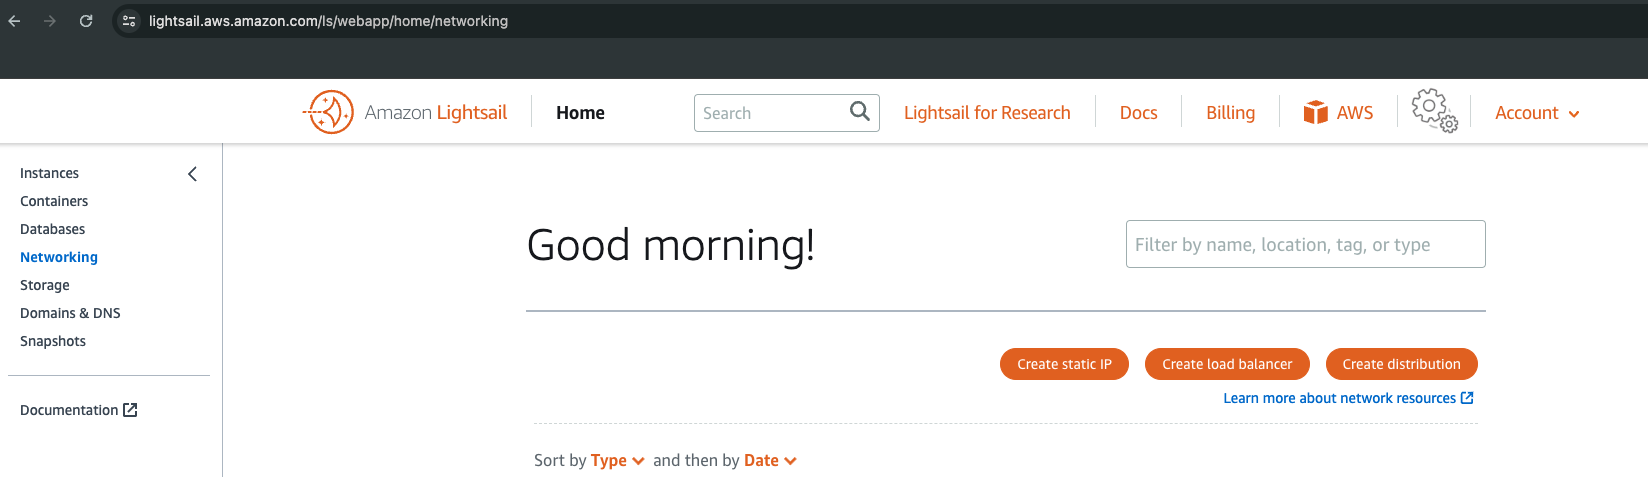 lightsail.aws.amazon.com/ls/webapp/home/networking
Amazon Lightsail Home Search Lightsail for Research Docs Billing AWS Account
Instances
Containers
Databases
Networking
Storage
Domains & DNS
Snapshots
Documentation
Good morning!
Filter by name, location, tag, or type
Create static IP Create load balancer Create distribution
Learn more about network resources
Sort by Type and then by Date